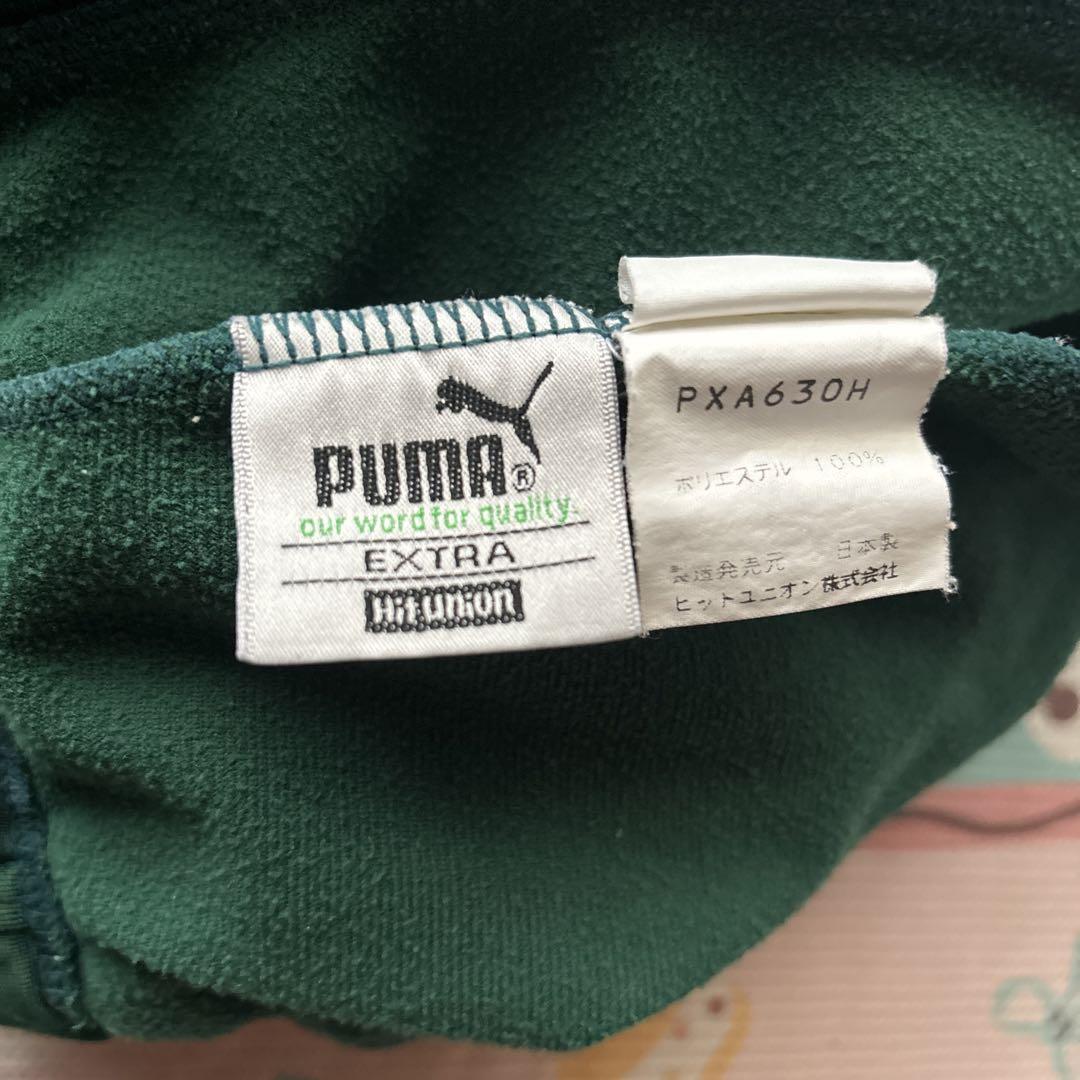 PUMA®
our word for quality.
EXTRA
Hit union
PXA630H
ポリエステル 100%
日本製
製造発売元
ヒットユニオン株式会社